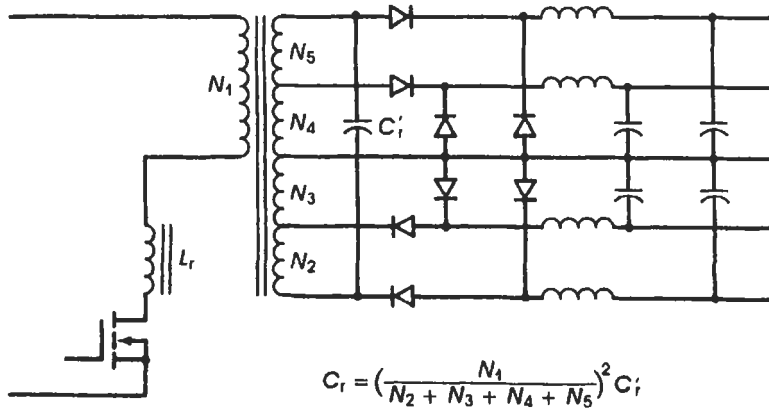 N₅
N₁
N₄
C′ᵣ
N₃
Lᵣ
N₂
Cᵣ = (N₁ / (N₂ + N₃ + N₄ + N₅))² C′ᵣ